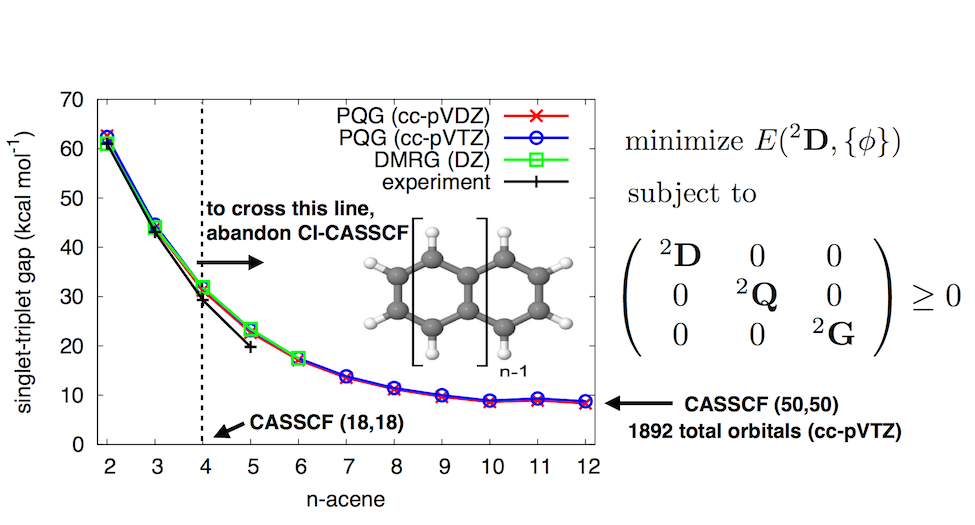 70
60
50
40
30
20
10
0
singlet-triplet gap (kcal mol⁻¹)
2 3 4 5 6 7 8 9 10 11 12
n-acene
PQG (cc-pVDZ)
PQG (cc-pVTZ)
DMRG (DZ)
experiment
to cross this line,
abandon CI-CASSCF
n-1
CASSCF (18,18)
minimize E(²D, {ϕ})
subject to
²D 0 0
0 ²Q 0
0 0 ²G
≥ 0
CASSCF (50,50)
1892 total orbitals (cc-pVTZ)